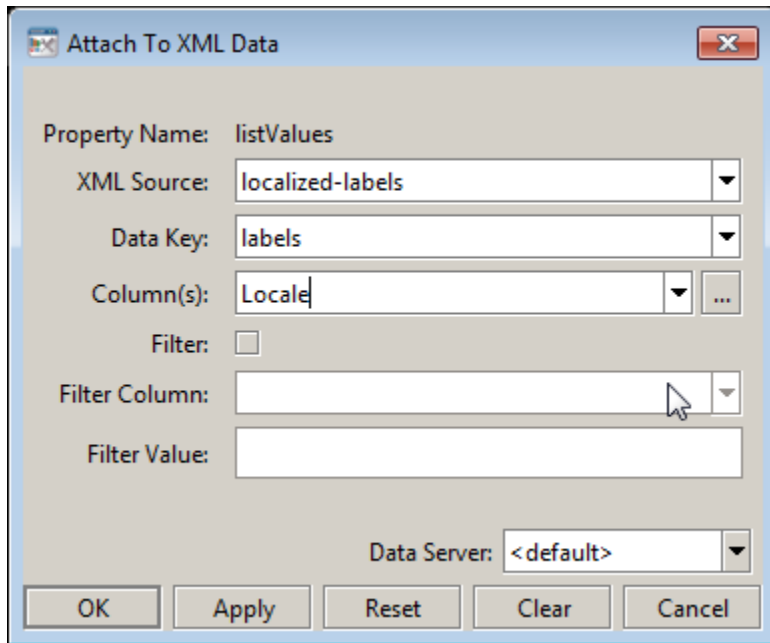 Attach To XML Data
Property Name: listValues
XML Source: localized-labels
Data Key: labels
Column(s): Locale ...
Filter:
Filter Column:
Filter Value:
Data Server: <default>
OK Apply Reset Clear Cancel